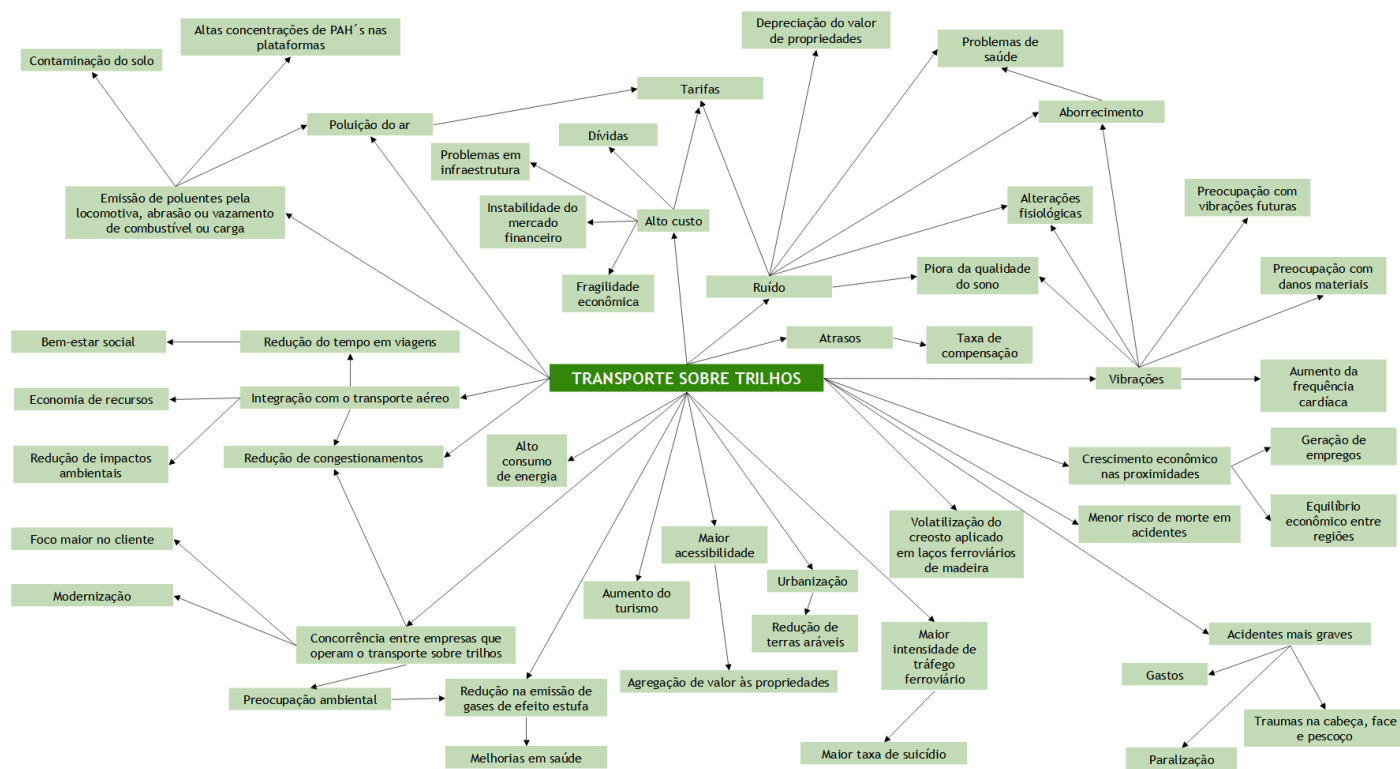 Altas concentrações de PAH´s nas
plataformas
Depreciação do valor
de propriedades
Problemas de
saúde
Contaminação do solo
Tarifas
Aborrecimento
Poluição do ar
Dívidas
Problemas em
infraestrutura
Emissão de poluentes pela
locomotiva, abrasão ou vazamento
de combustível ou carga
Instabilidade do
mercado
financeiro
Alto custo
Alterações
fisiológicas
Preocupação com
vibrações futuras
Fragilidade
econômica
Ruído
Piora da qualidade
do sono
Preocupação com
danos materiais
Bem-estar social
Redução do tempo em viagens
Atrasos
Taxa de
compensação
TRANSPORTE SOBRE TRILHOS
Vibrações
Aumento da
frequência
cardíaca
Economia de recursos
Integração com o transporte aéreo
Redução de impactos
ambientais
Redução de congestionamentos
Alto
consumo
de energia
Crescimento econômico
nas proximidades
Geração de
empregos
Equilíbrio
econômico entre
regiões
Foco maior no cliente
Maior
acessibilidade
Volatilização do
creosto aplicado
em laços ferroviários
de madeira
Menor risco de morte em
acidentes
Modernização
Aumento do
turismo
Urbanização
Redução de
terras aráveis
Concorrência entre empresas que
operam o transporte sobre trilhos
Maior
intensidade de
tráfego
ferroviário
Acidentes mais graves
Preocupação ambiental
Redução na emissão de
gases de efeito estufa
Agregação de valor às propriedades
Gastos
Traumas na cabeça, face
e pescoço
Melhorias em saúde
Maior taxa de suicídio
Paralização